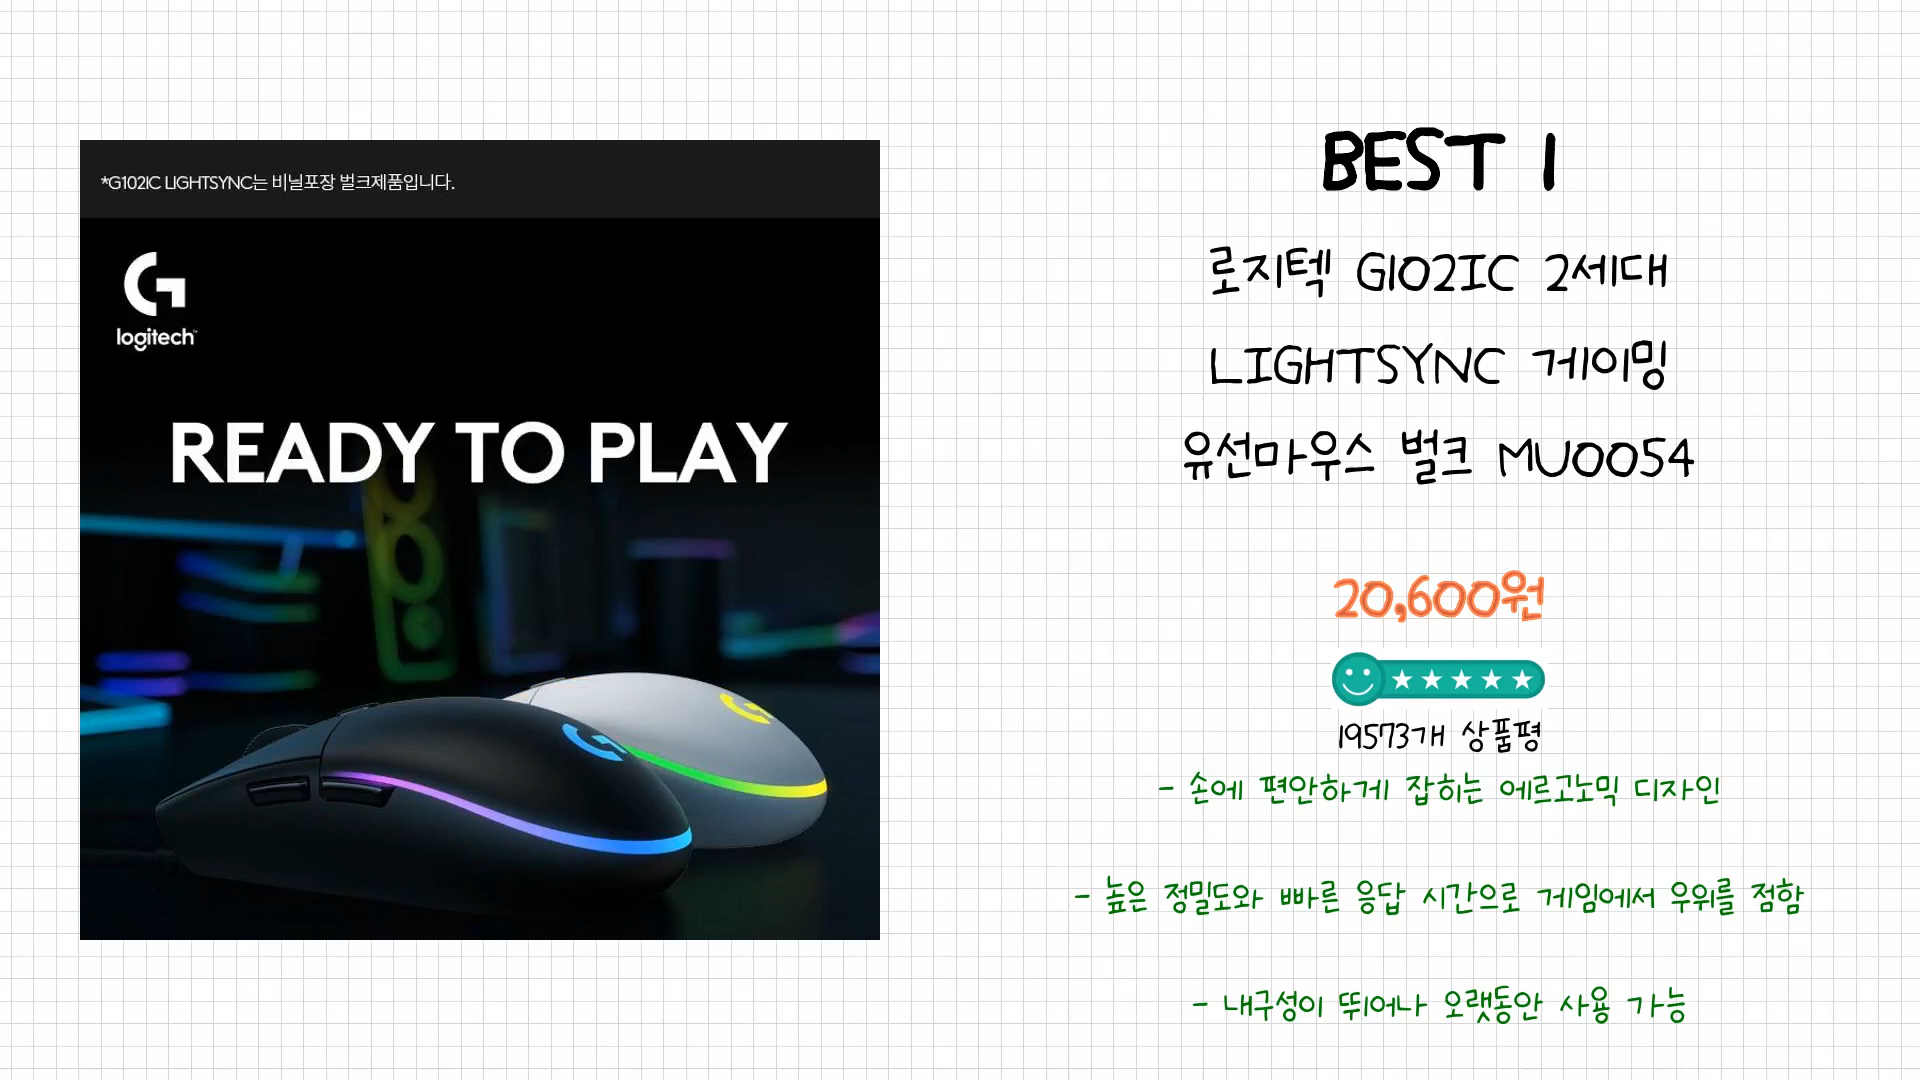 *G102IC LIGHTSYNC는 비닐포장 벌크제품입니다.
logitech
READY TO PLAY
BEST 1
로지텍 G102IC 2세대
LIGHTSYNC 게이밍
유선마우스 벌크 MU0054
20,600원
19573개 상품평
- 손에 편안하게 잡히는 에르고노믹 디자인
- 높은 정밀도와 빠른 응답 시간으로 게임에서 우위를 점함
- 내구성이 뛰어나 오랫동안 사용 가능